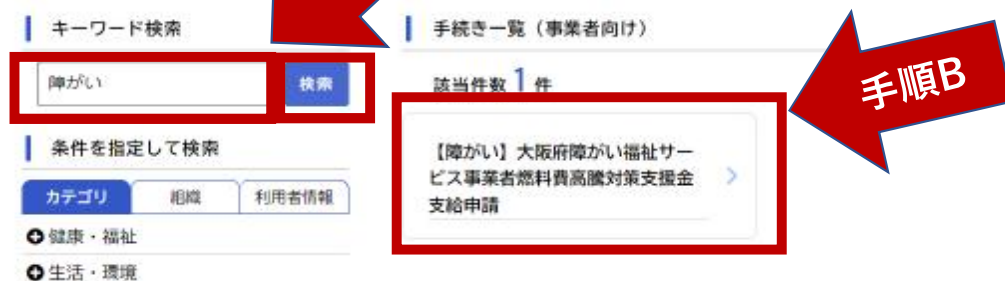 キーワード検索
障がい
検索
条件を指定して検索
カテゴリ
組織
利用者情報
健康・福祉
生活・環境
手続き一覧（事業者向け）
該当件数 1 件
【障がい】大阪府障がい福祉サー
ビス事業者燃料費高騰対策支援金
支給申請
手順B